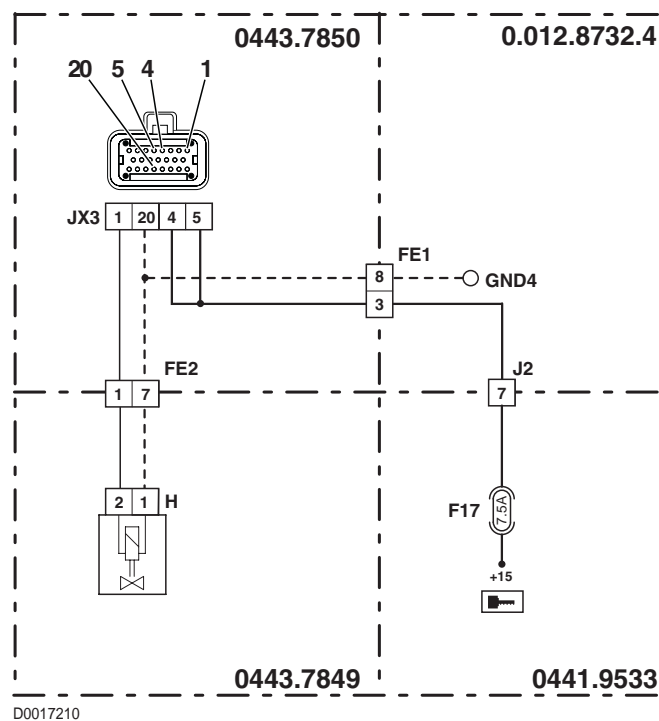 0443.7850 0.012.8732.4
20 5 4 1
JX3 1 20 4 5
FE1
8 GND4
3
FE2
1 7
J2
7
2 1 H
F17 7.5A
+15
0443.7849 0441.9533
D0017210